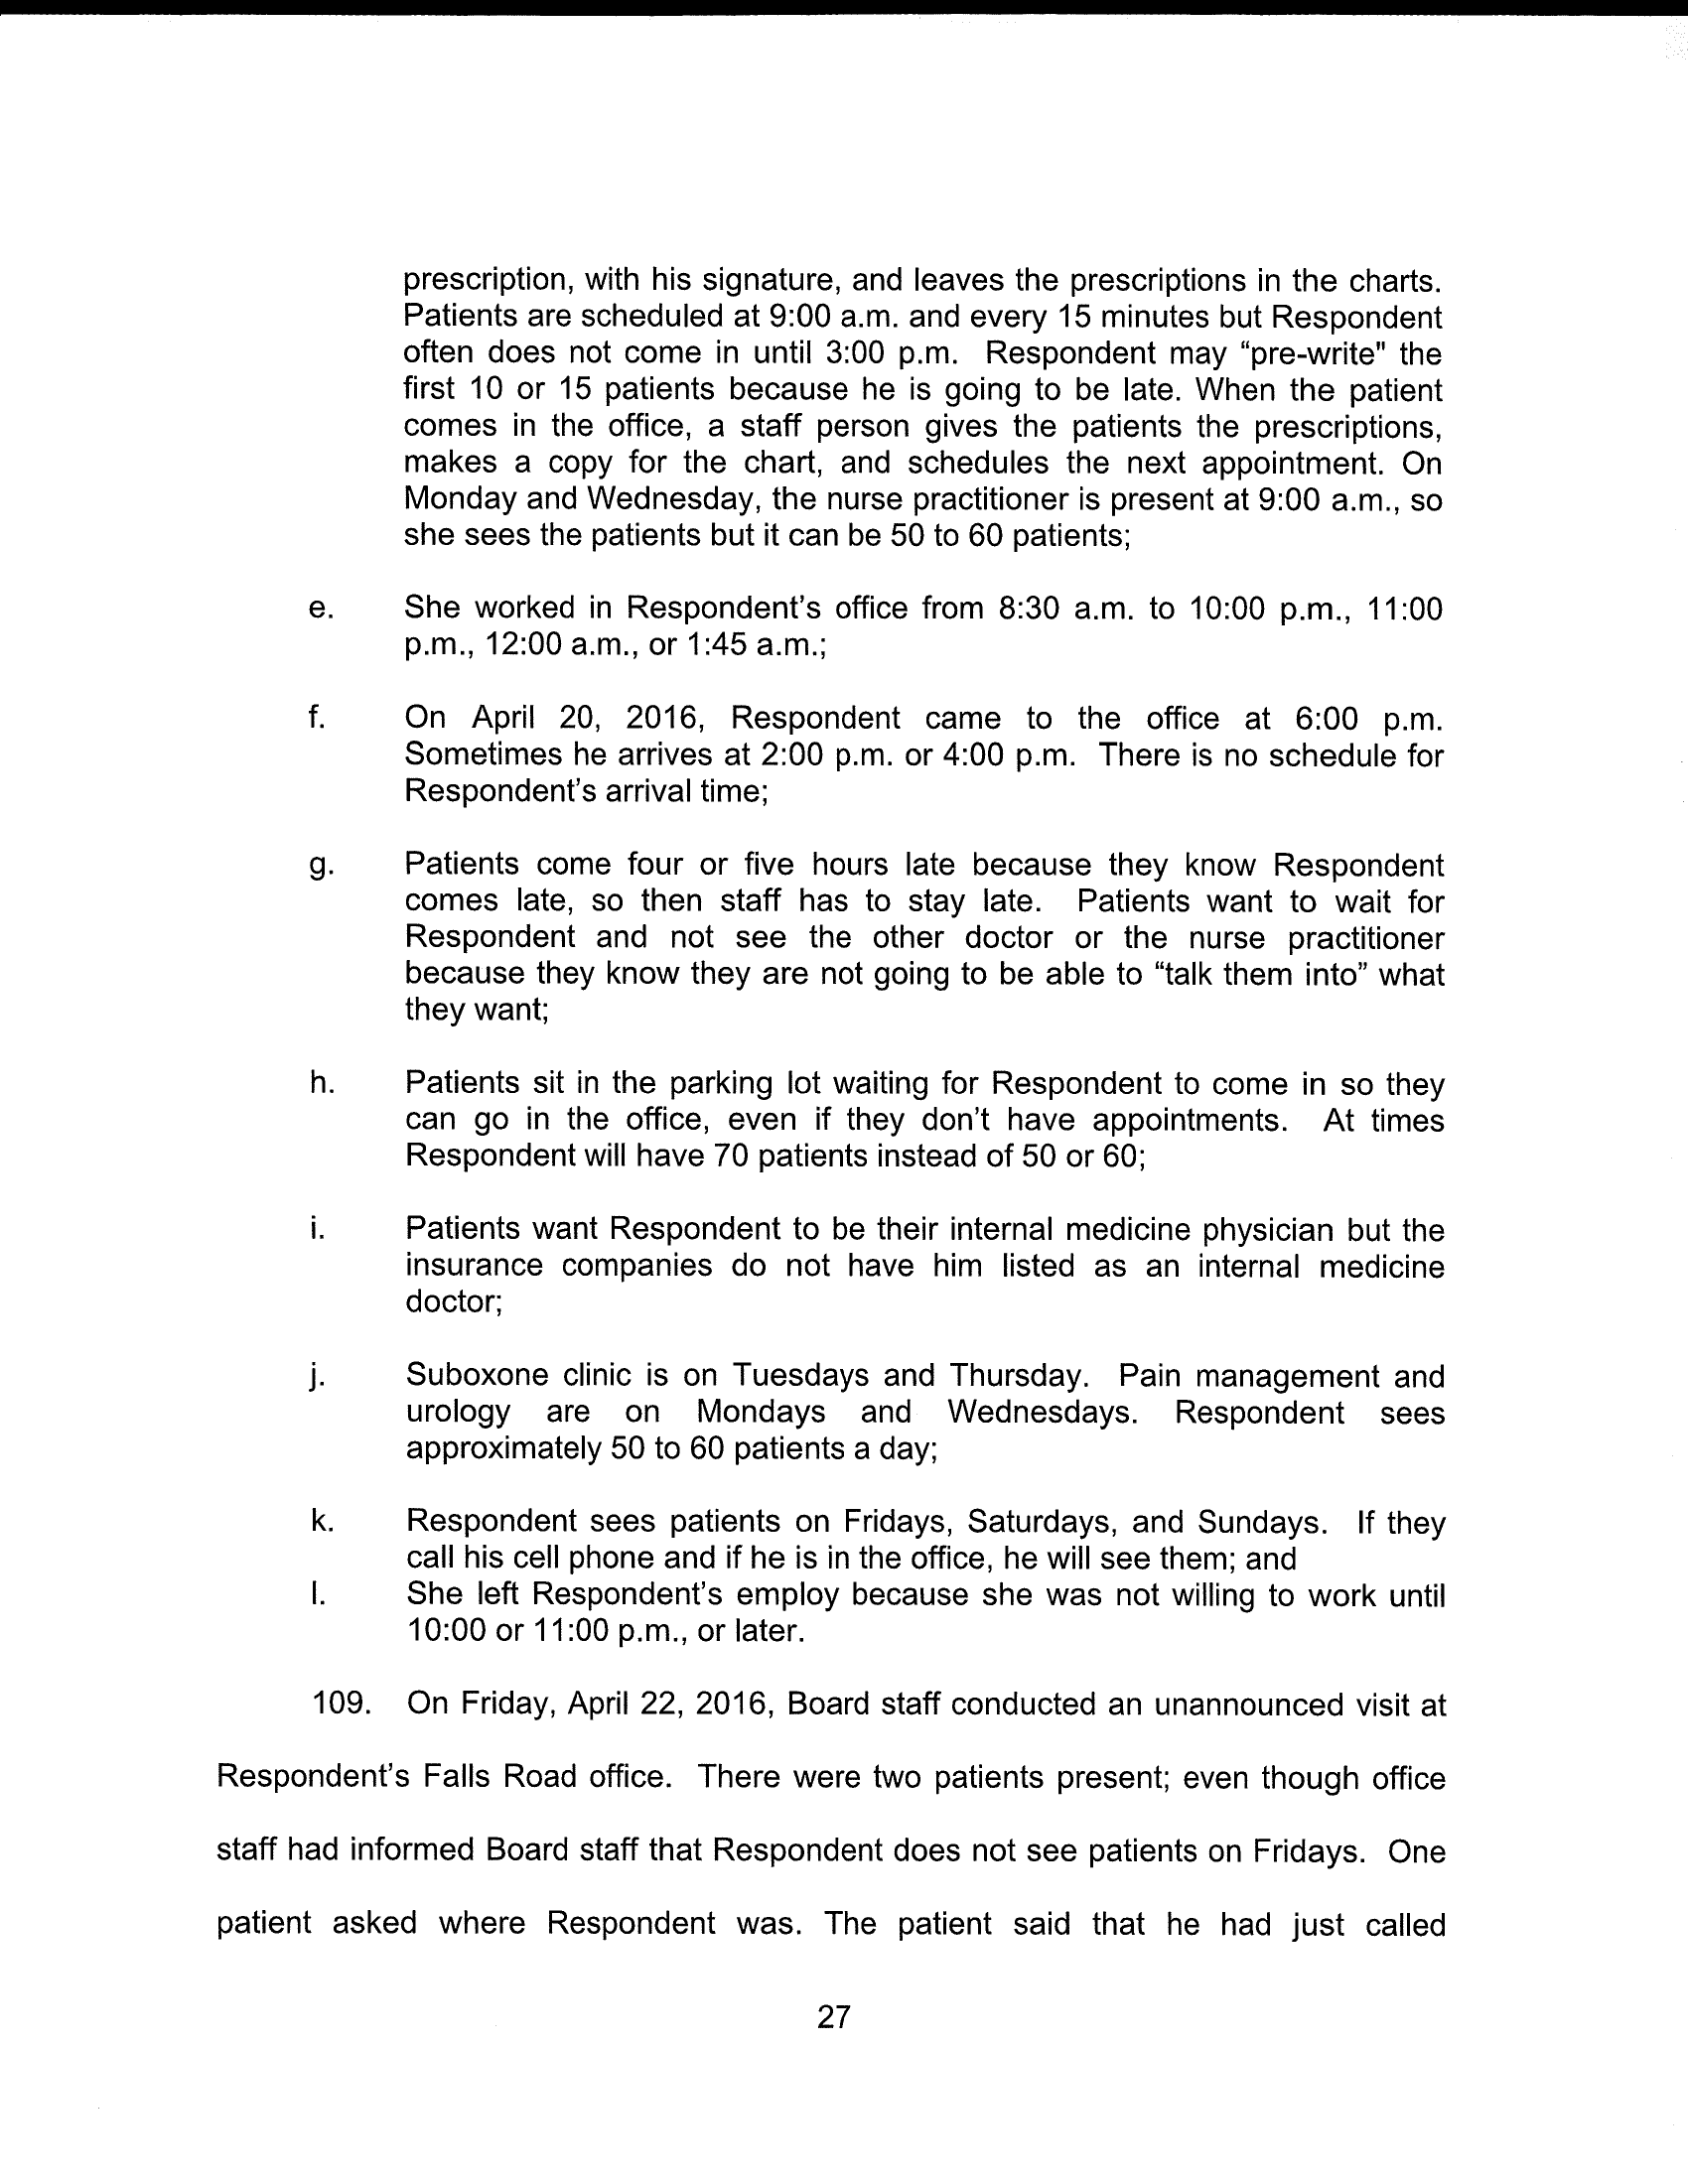 prescription, with his signature, and leaves the prescriptions in the charts.
Patients are scheduled at 9:00 a.m. and every 15 minutes but Respondent
often does not come in until 3:00 p.m. Respondent may “pre-write" the
first 10 or 15 patients because he is going to be late. When the patient
comes in the office, a staff person gives the patients the prescriptions,
makes a copy for the chart, and schedules the next appointment. On
Monday and Wednesday, the nurse practitioner is present at 9:00 a.m., so
she sees the patients but it can be 50 to 60 patients;
e. She worked in Respondent’s office from 8:30 a.m. to 10:00 p.m., 11:00
p.m., 12:00 a.m., or 1:45 a.m.;
f. On April 20, 2016, Respondent came to the office at 6:00 p.m.
Sometimes he arrives at 2:00 p.m. or 4:00 p.m. There is no schedule for
Respondent’s arrival time;
g. Patients come four or five hours late because they know Respondent
comes late, so then staff has to stay late. Patients want to wait for
Respondent and not see the other doctor or the nurse practitioner
because they know they are not going to be able to “talk them into” what
they want;
h. Patients sit in the parking lot waiting for Respondent to come in so they
can go in the office, even if they don’t have appointments. At times
Respondent will have 70 patients instead of 50 or 60;
i. Patients want Respondent to be their internal medicine physician but the
insurance companies do not have him listed as an internal medicine
doctor;
j. Suboxone clinic is on Tuesdays and Thursday. Pain management and
urology are on Mondays and Wednesdays. Respondent sees
approximately 50 to 60 patients a day;
k. Respondent sees patients on Fridays, Saturdays, and Sundays. If they
call his cell phone and if he is in the office, he will see them; and
l. She left Respondent’s employ because she was not willing to work until
10:00 or 11:00 p.m., or later.
109. On Friday, April 22, 2016, Board staff conducted an unannounced visit at
Respondent’s Falls Road office. There were two patients present; even though office
staff had informed Board staff that Respondent does not see patients on Fridays. One
patient asked where Respondent was. The patient said that he had just called
27